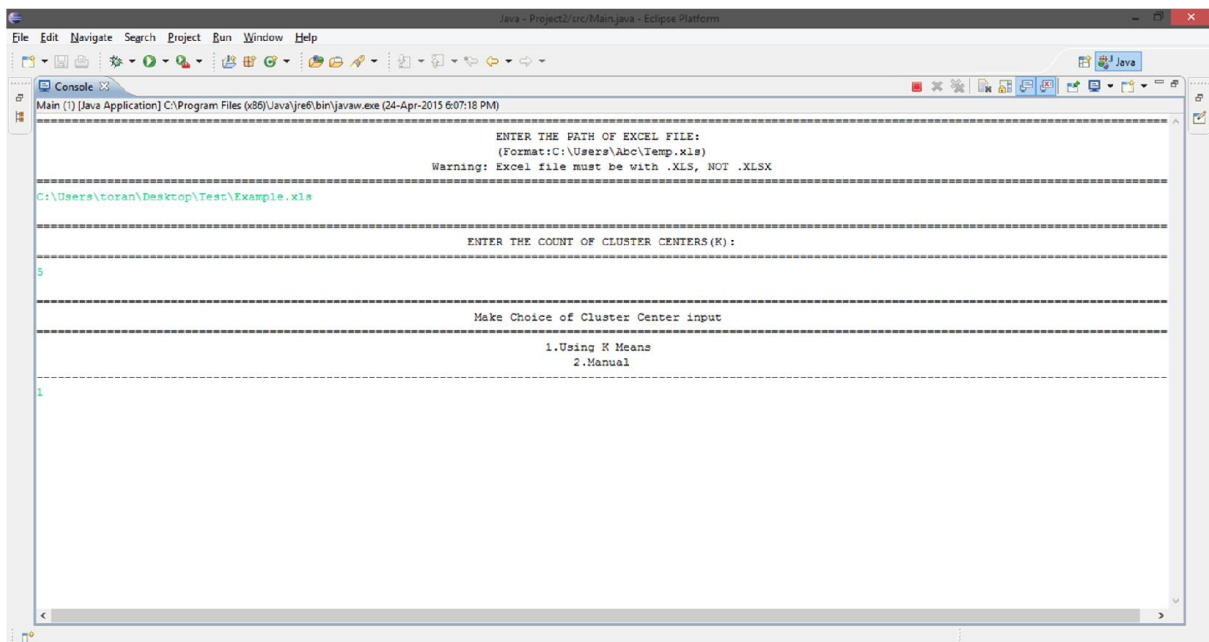 Java - Project2/src/Main.java - Eclipse Platform
File Edit Navigate Search Project Run Window Help
Java
Console
Main (1) [Java Application] C:\Program Files (x86)\Java\jre6\bin\javaw.exe (24-Apr-2015 6:07:18 PM)
ENTER THE PATH OF EXCEL FILE:
(Format:C:\Users\Abc\Temp.xls)
Warning: Excel file must be with .XLS, NOT .XLSX
C:\Users\toran\Desktop\Test\Example.xls
ENTER THE COUNT OF CLUSTER CENTERS(K):
5
Make Choice of Cluster Center input
1.Using K Means
2.Manual
1